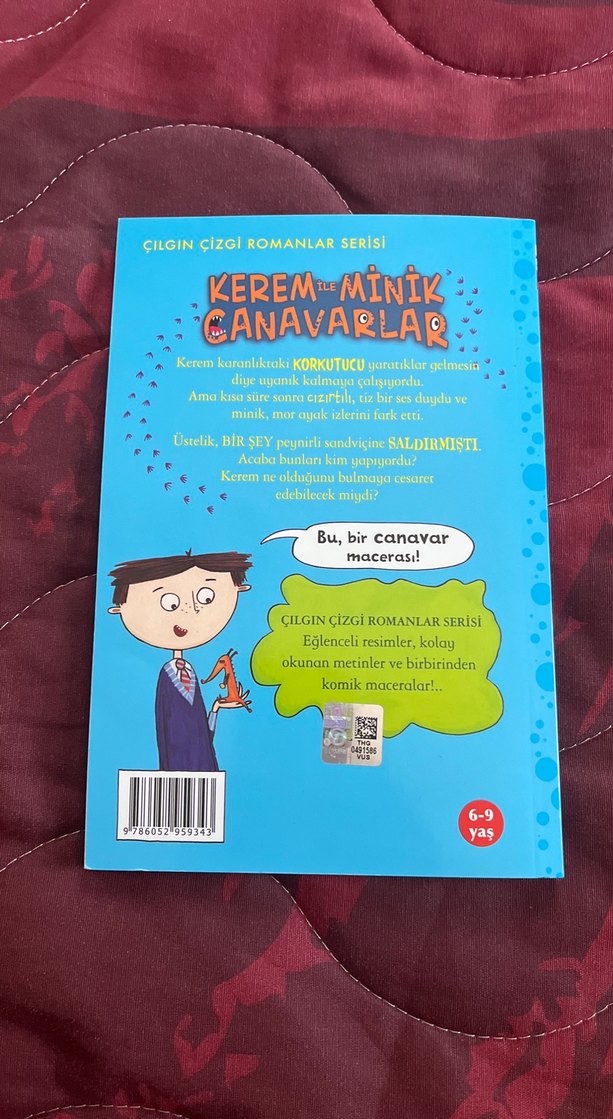 ÇILGIN ÇİZGİ ROMANLAR SERİSİ
KEREM İLE MİNİK
CANAVARLAR
Kerem karanlıktaki KORKUTUCU yaratıklar gelmesin
diye uyanık kalmaya çalışıyordu.
Ama kısa süre sonra cızırtılı, tiz bir ses duydu ve
minik, mor ayak izlerini fark etti.
Üstelik, BİR ŞEY peynirli sandviçine SALDIRMIŞTI.
Acaba bunları kim yapıyordu?
Kerem ne olduğunu bulmaya cesaret
edebilecek miydi?
Bu, bir canavar
macerası!
ÇILGIN ÇİZGİ ROMANLAR SERİSİ
Eğlenceli resimler, kolay
okunan metinler ve birbirinden
komik maceralar!..
THG
0491586
VUS
9 786052 959343
6-9
yaş